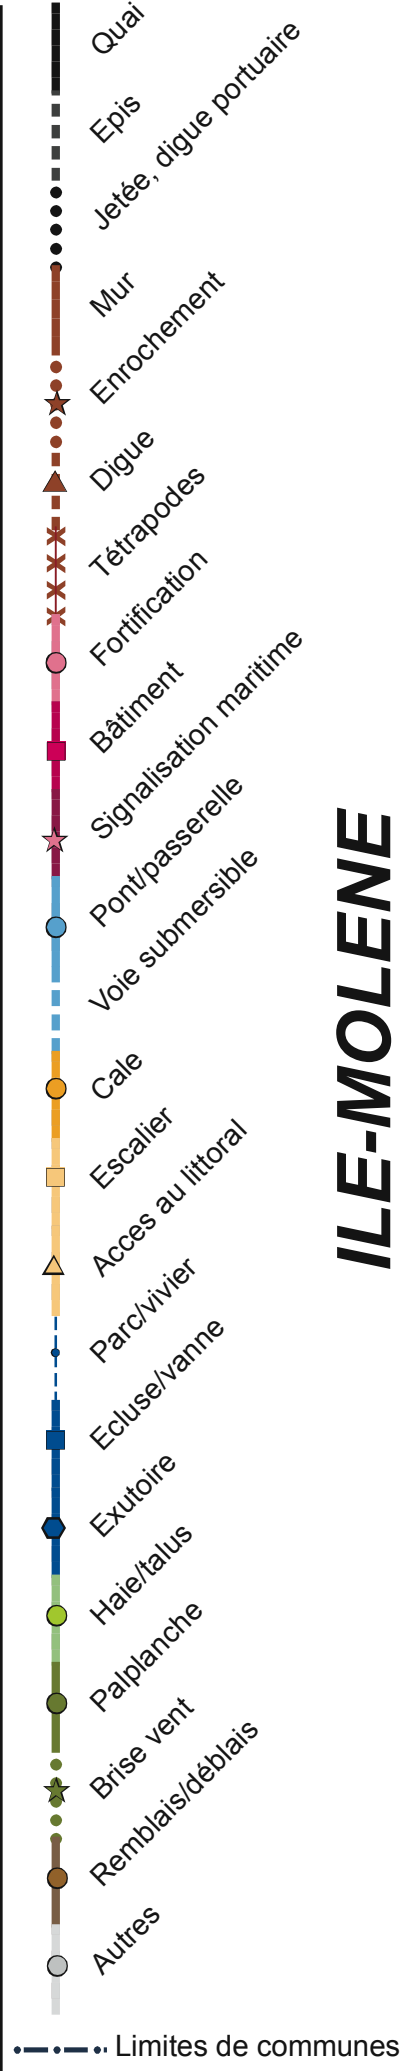 Quai
Epis
Jetée, digue portuaire
Mur
Enrochement
Digue
Tétrapodes
Fortification
Bâtiment
Signalisation maritime
Pont/passerelle
Voie submersible
Cale
Escalier
Acces au littoral
Parc/vivier
Ecluse/vanne
Exutoire
Haie/talus
Palplanche
Brise vent
Remblais/déblais
Autres
Limites de communes
ILE-MOLENE